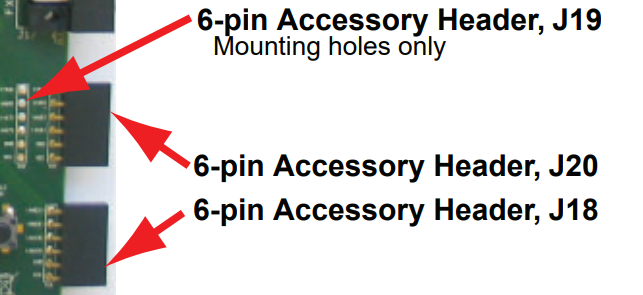 6-pin Accessory Header, J19
Mounting holes only
6-pin Accessory Header, J20
6-pin Accessory Header, J18